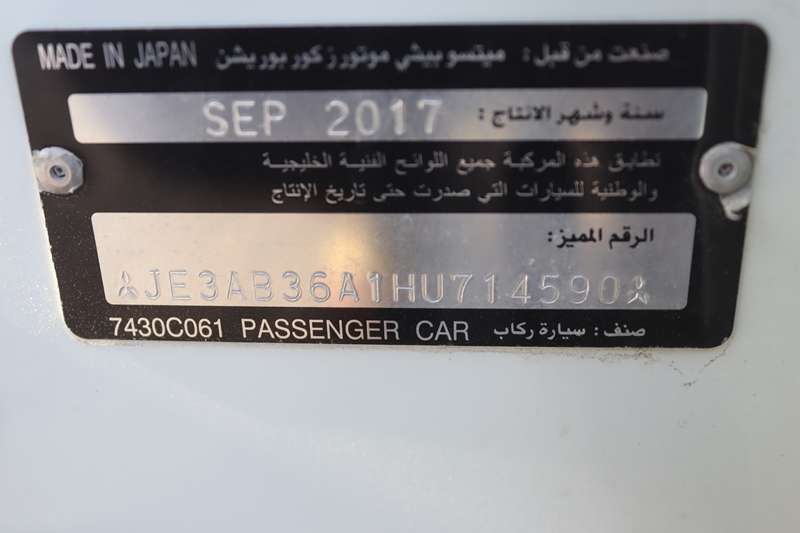 صنعت من قبل: ميتسوبيشي موتورز كوربوريشن MADE IN JAPAN
سنة وشهر الانتاج: SEP 2017
تطابق هذه المركبة جميع اللوائح الفنية الخليجية
والوطنية للسيارات التي صدرت حتى تاريخ الإنتاج
الرقم المميز:
JE3AB36A1HU714590
صنف: سيارة ركاب 7430C061 PASSENGER CAR